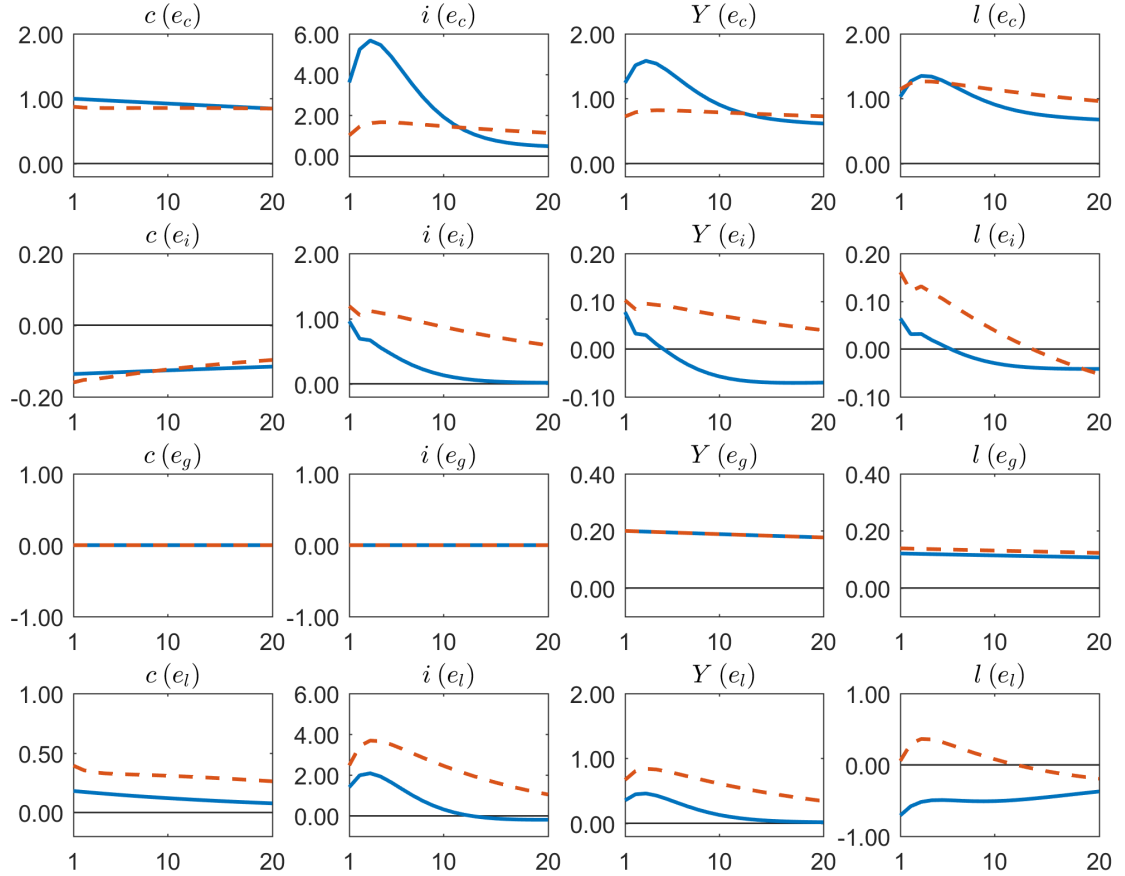 c (e_c) i (e_c) Y (e_c) l (e_c)
2.00 6.00 2.00 2.00
4.00
1.00 2.00 1.00 1.00
0.00 0.00 0.00 0.00
1 10 20 1 10 20 1 10 20 1 10 20
c (e_i) i (e_i) Y (e_i) l (e_i)
0.20 2.00 0.20 0.20
0.10 0.10
0.00 1.00 0.00 0.00
-0.20 0.00 -0.10 -0.10
1 10 20 1 10 20 1 10 20 1 10 20
c (e_g) i (e_g) Y (e_g) l (e_g)
1.00 1.00 0.40 0.40
0.00 0.00 0.20 0.20
0.00 0.00
-1.00 -1.00
1 10 20 1 10 20 1 10 20 1 10 20
c (e_l) i (e_l) Y (e_l) l (e_l)
1.00 6.00 2.00 1.00
0.50 4.00 1.00 0.00
2.00
0.00 0.00 0.00 -1.00
1 10 20 1 10 20 1 10 20 1 10 20